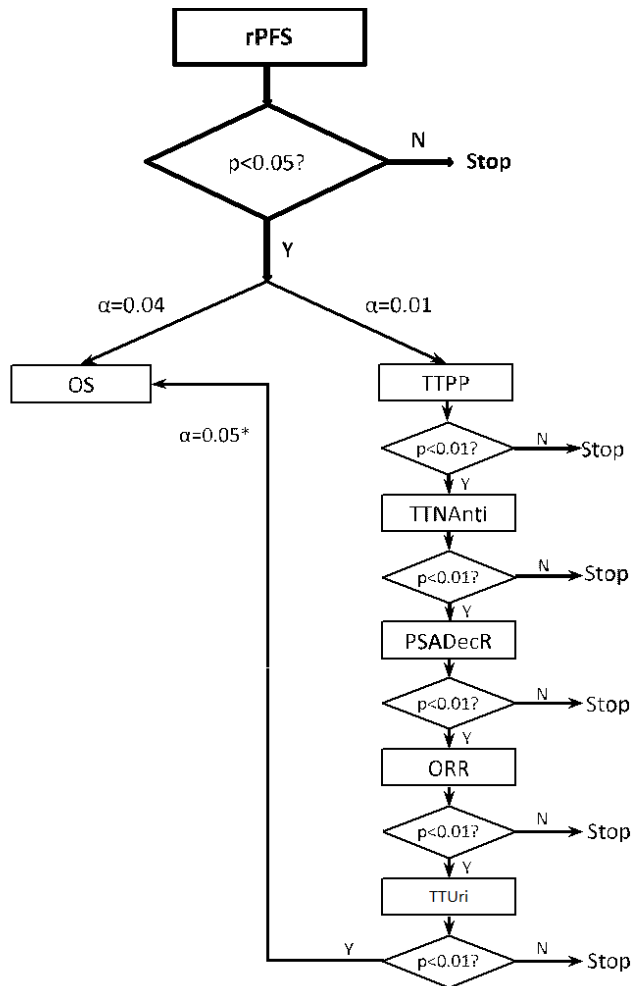 rPFS
p<0.05?
N
Stop
Y
α=0.04
α=0.01
OS
TTPP
α=0.05*
p<0.01?
N
Stop
Y
TTNAnti
p<0.01?
N
Stop
Y
PSADecR
p<0.01?
N
Stop
Y
ORR
p<0.01?
N
Stop
Y
TTUri
Y
p<0.01?
N
Stop